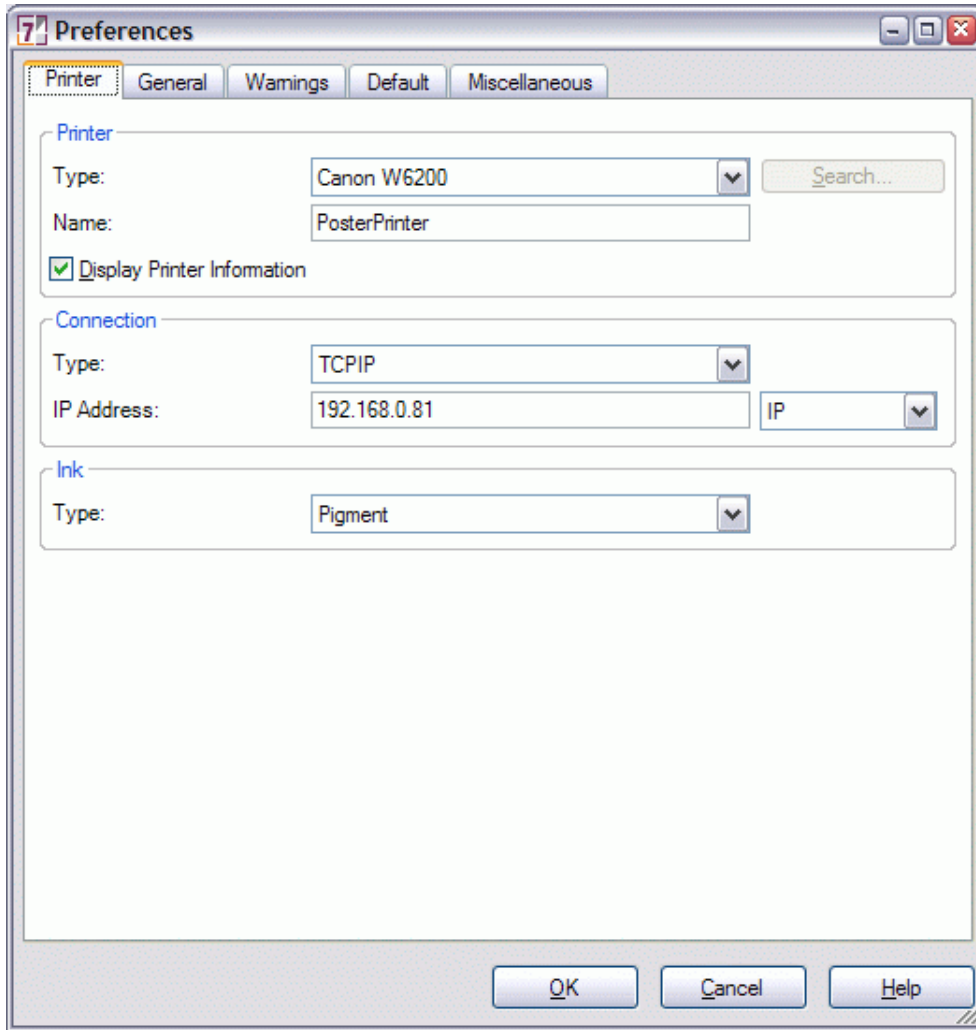 7 Preferences
Printer General Warnings Default Miscellaneous
Printer
Type: Canon W6200 Search...
Name: PosterPrinter
Display Printer Information
Connection
Type: TCPIP
IP Address: 192.168.0.81 IP
Ink
Type: Pigment
OK Cancel Help